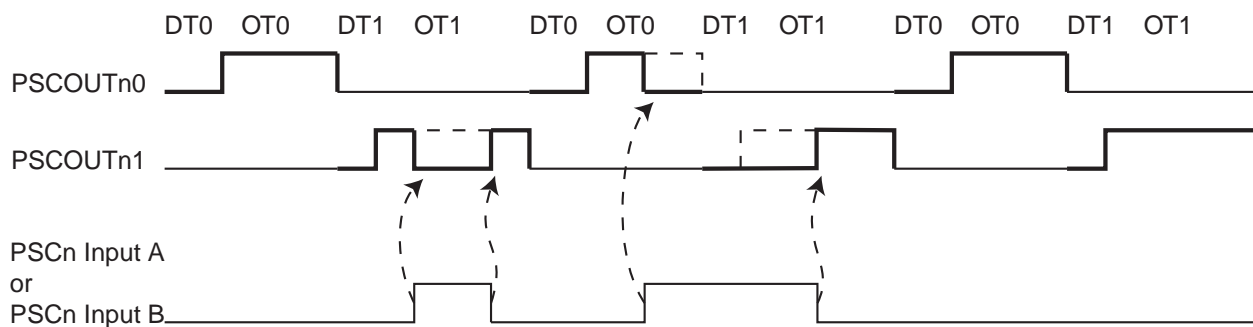 DT0 OT0 DT1 OT1 DT0 OT0 DT1 OT1 DT0 OT0 DT1 OT1
PSCOUTn0
PSCOUTn1
PSCn Input A
or
PSCn Input B